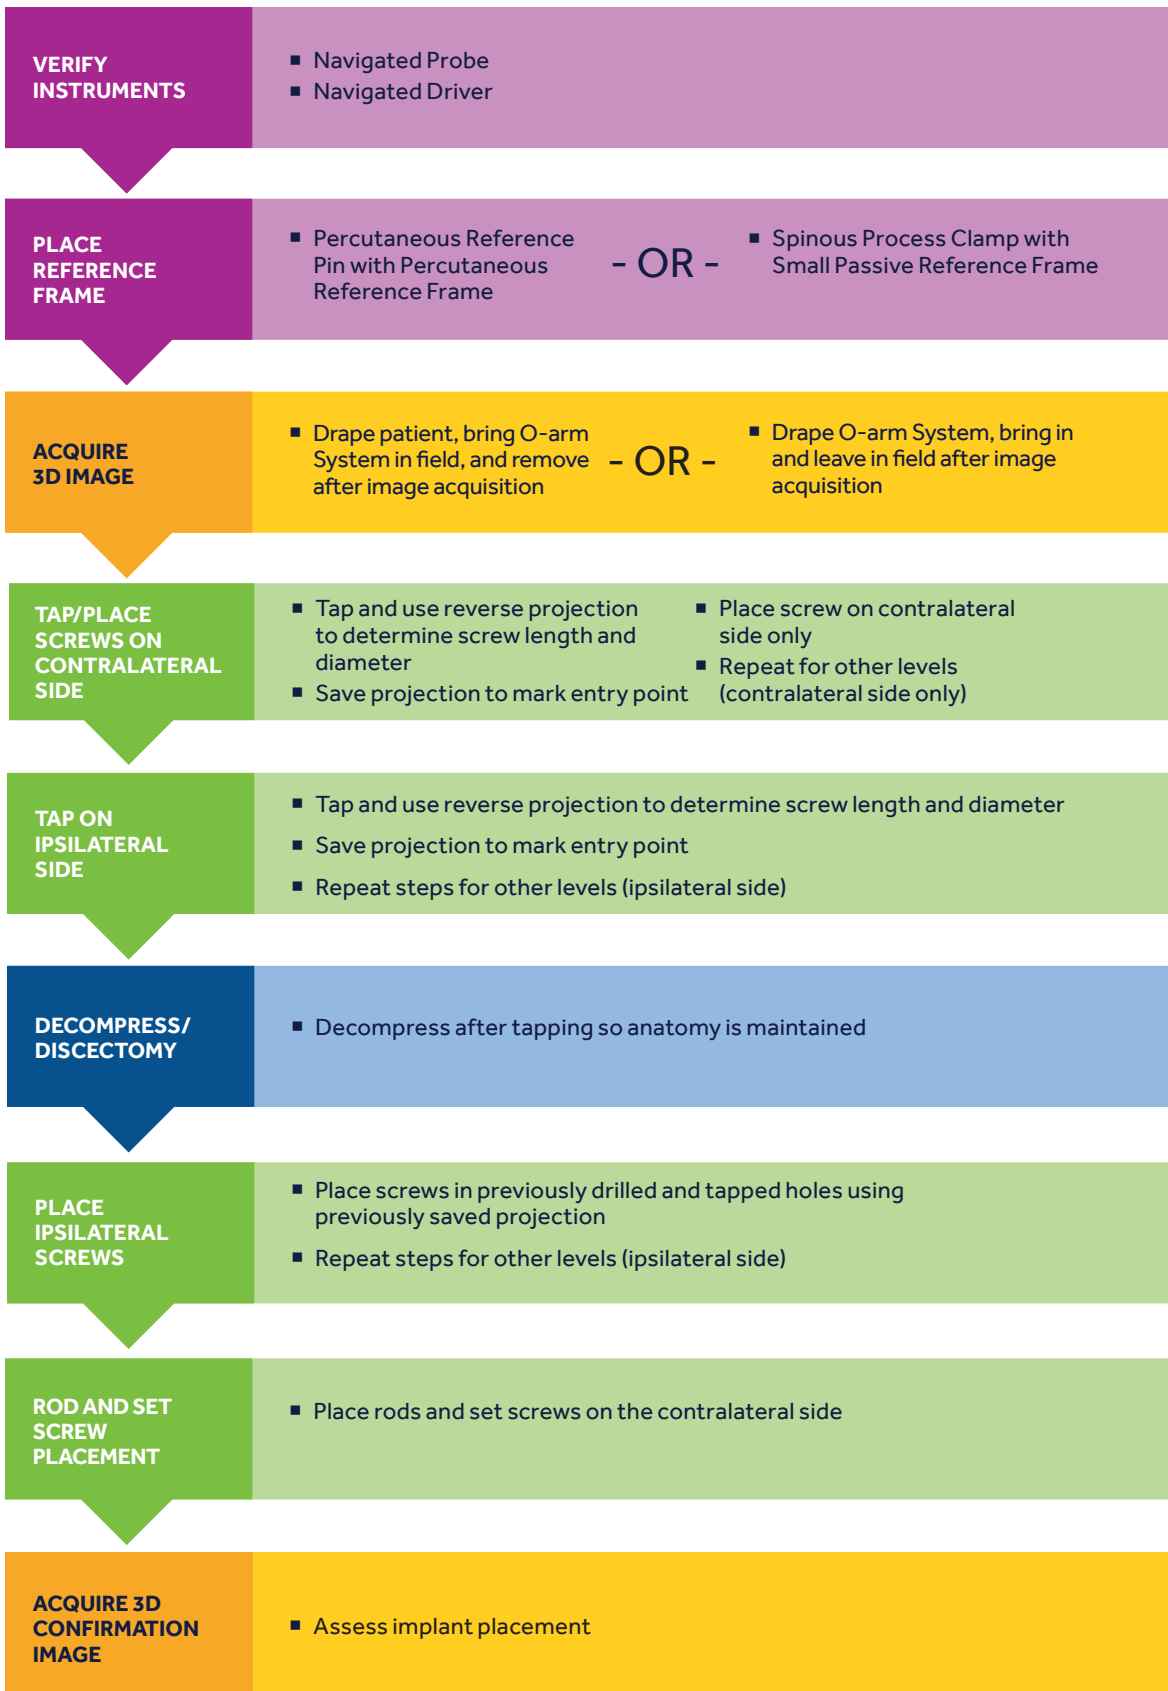 VERIFY
INSTRUMENTS
■ Navigated Probe
■ Navigated Driver
PLACE
REFERENCE
FRAME
■ Percutaneous Reference
Pin with Percutaneous
Reference Frame
- OR -
■ Spinous Process Clamp with
Small Passive Reference Frame
ACQUIRE
3D IMAGE
■ Drape patient, bring O-arm
System in field, and remove
after image acquisition
- OR -
■ Drape O-arm System, bring in
and leave in field after image
acquisition
TAP/PLACE
SCREWS ON
CONTRALATERAL
SIDE
■ Tap and use reverse projection
to determine screw length and
diameter
■ Save projection to mark entry point
■ Place screw on contralateral
side only
■ Repeat for other levels
(contralateral side only)
TAP ON
IPSILATERAL
SIDE
■ Tap and use reverse projection to determine screw length and diameter
■ Save projection to mark entry point
■ Repeat steps for other levels (ipsilateral side)
DECOMPRESS/
DISCECTOMY
■ Decompress after tapping so anatomy is maintained
PLACE
IPSILATERAL
SCREWS
■ Place screws in previously drilled and tapped holes using
previously saved projection
■ Repeat steps for other levels (ipsilateral side)
ROD AND SET
SCREW
PLACEMENT
■ Place rods and set screws on the contralateral side
ACQUIRE 3D
CONFIRMATION
IMAGE
■ Assess implant placement